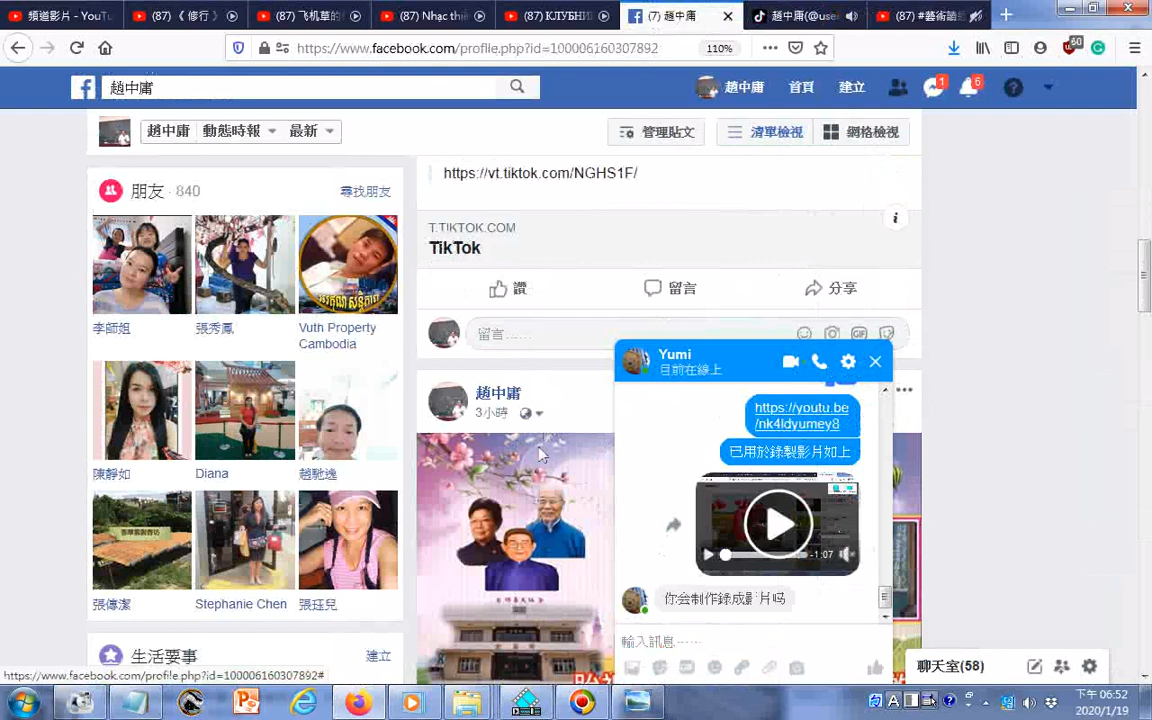 頻道影片 - YouTu
(87) 《 修行 》
(87) 飞机草的
(87) Nhạc thiề
(87) КЛУБНИ
(7) 趙中庸
趙中庸(@use
(87) #藝術語
https://www.facebook.com/profile.php?id=100006160307892
110%
60
趙中庸
趙中庸
首頁
建立
1
6
趙中庸
動態時報
最新
管理貼文
清單檢視
網格檢視
朋友 · 840
尋找朋友
李師姐
張秀鳳
Vuth Property
Cambodia
陳靜如
Diana
趙馳逸
張傳潔
Stephanie Chen
張珏兒
生活要事
建立
https://vt.tiktok.com/NGHS1F/
T.TIKTOK.COM
TikTok
讚
留言
分享
留言……
GIF
趙中庸
3小時
Yumi
目前在線上
https://youtu.be
/nk4ldyumey8
已用於錄製影片如上
-1:07
你会制作錄成影片吗
輸入訊息……
聊天室(58)
https://www.facebook.com/profile.php?id=100006160307892#
下午 06:52
2020/1/19